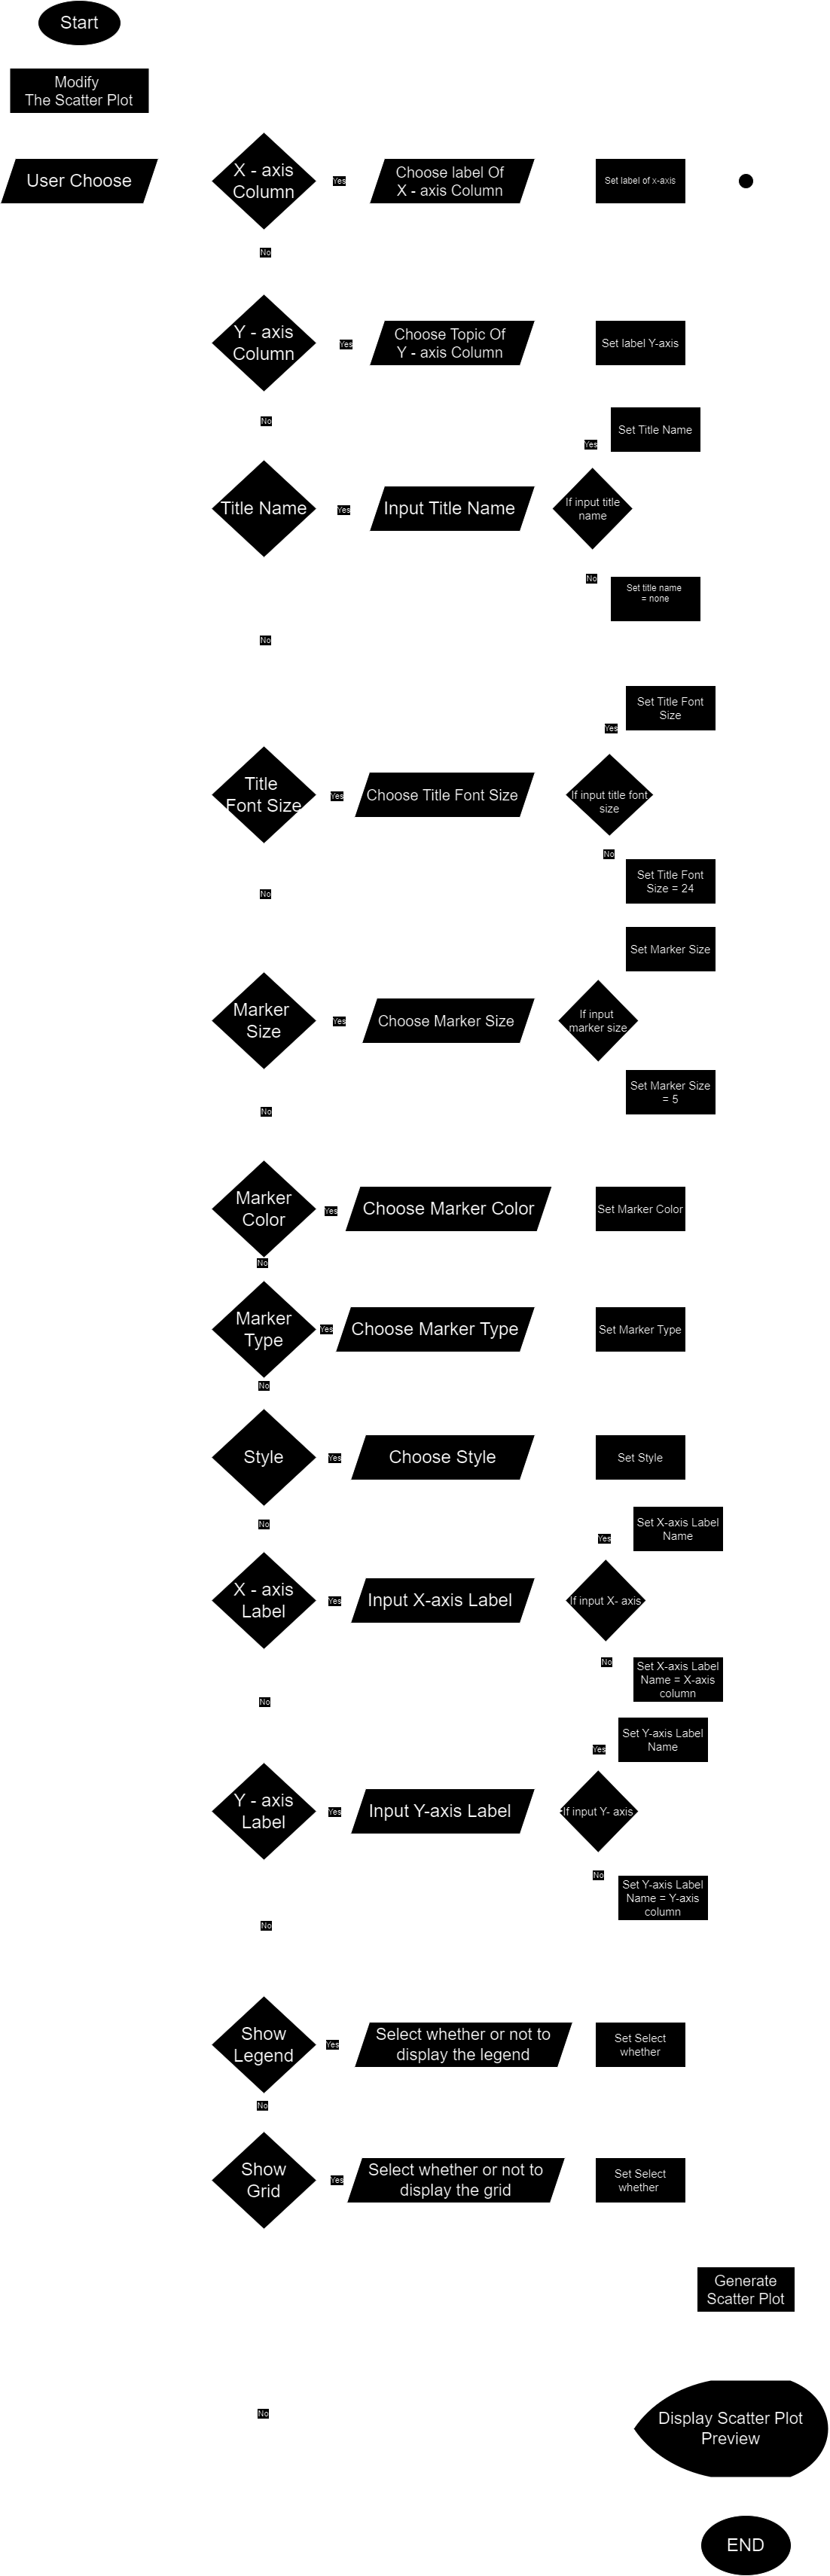 Start
Modify
The Scatter Plot
User Choose
X - axis
Column
Yes
Choose label Of
X - axis Column
Set label of x-axis
No
Y - axis
Column
Yes
Choose Topic Of
Y - axis Column
Set label Y-axis
No
Set Title Name
Yes
Title Name
Yes
Input Title Name
If input title
name
No
Set title name
= none
No
Set Title Font
Size
Yes
Title
Font Size
Yes
Choose Title Font Size
If input title font
size
No
Set Title Font
Size = 24
No
Set Marker Size
Marker
Size
Yes
Choose Marker Size
If input
marker size
Set Marker Size
= 5
No
Marker
Color
Yes
Choose Marker Color
Set Marker Color
No
Marker
Type
Yes
Choose Marker Type
Set Marker Type
No
Style
Yes
Choose Style
Set Style
No
Set X-axis Label
Name
Yes
X - axis
Label
Yes
Input X-axis Label
If input X- axis
No
Set X-axis Label
Name = X-axis
column
No
Set Y-axis Label
Name
Yes
Y - axis
Label
Yes
Input Y-axis Label
If input Y- axis
No
Set Y-axis Label
Name = Y-axis
column
No
Show
Legend
Yes
Select whether or not to
display the legend
Set Select
whether
No
Show
Grid
Yes
Select whether or not to
display the grid
Set Select
whether
Generate
Scatter Plot
No
Display Scatter Plot
Preview
END